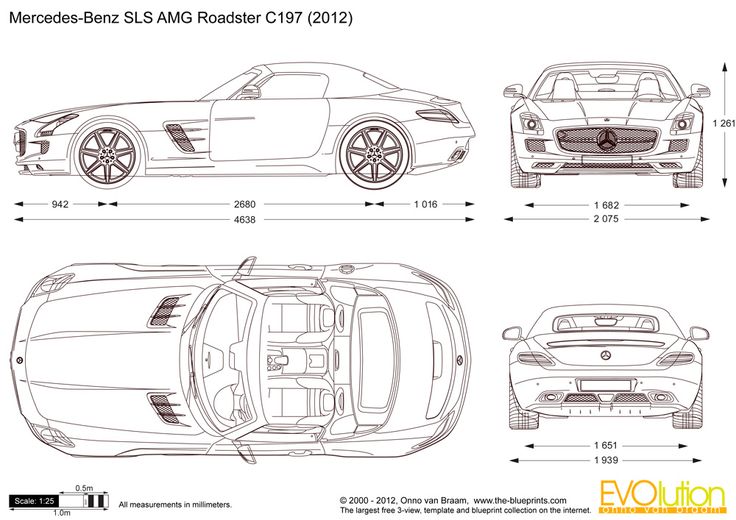 Mercedes-Benz SLS AMG Roadster C197 (2012)
1 261
942 2680 1 016
4638
1 682
2 075
1 651
1 939
0.5m
Scale: 1:25
1.0m
All measurements in millimeters.
© 2000 - 2012, Onno van Braam, www.the-blueprints.com
The largest free 3-view, template and blueprint collection on the internet.
EVOlution
onno van braam